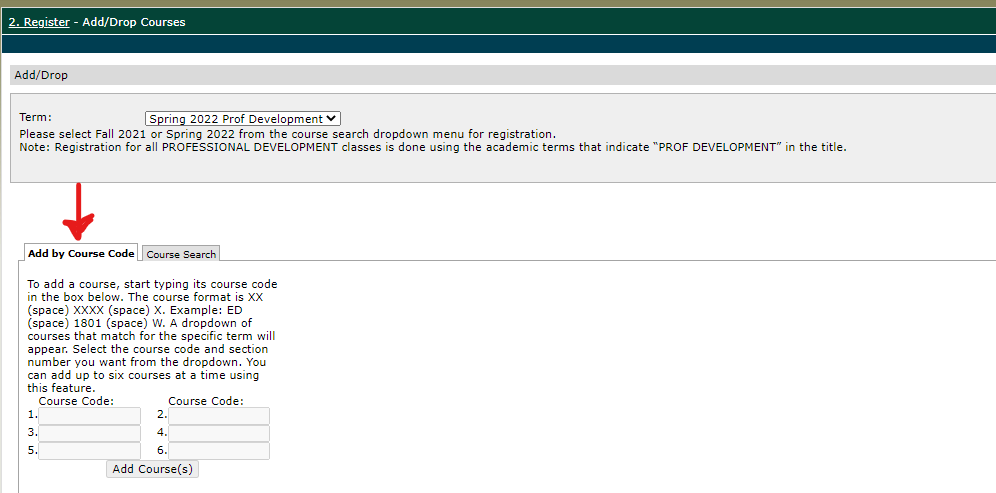 2. Register - Add/Drop Courses
Add/Drop
Term: Spring 2022 Prof Development
Please select Fall 2021 or Spring 2022 from the course search dropdown menu for registration.
Note: Registration for all PROFESSIONAL DEVELOPMENT classes is done using the academic terms that indicate “PROF DEVELOPMENT” in the title.
Add by Course Code Course Search
To add a course, start typing its course code
in the box below. The course format is XX
(space) XXXX (space) X. Example: ED
(space) 1801 (space) W. A dropdown of
courses that match for the specific term will
appear. Select the course code and section
number you want from the dropdown. You
can add up to six courses at a time using
this feature.
Course Code: Course Code:
1. 2.
3. 4.
5. 6.
Add Course(s)